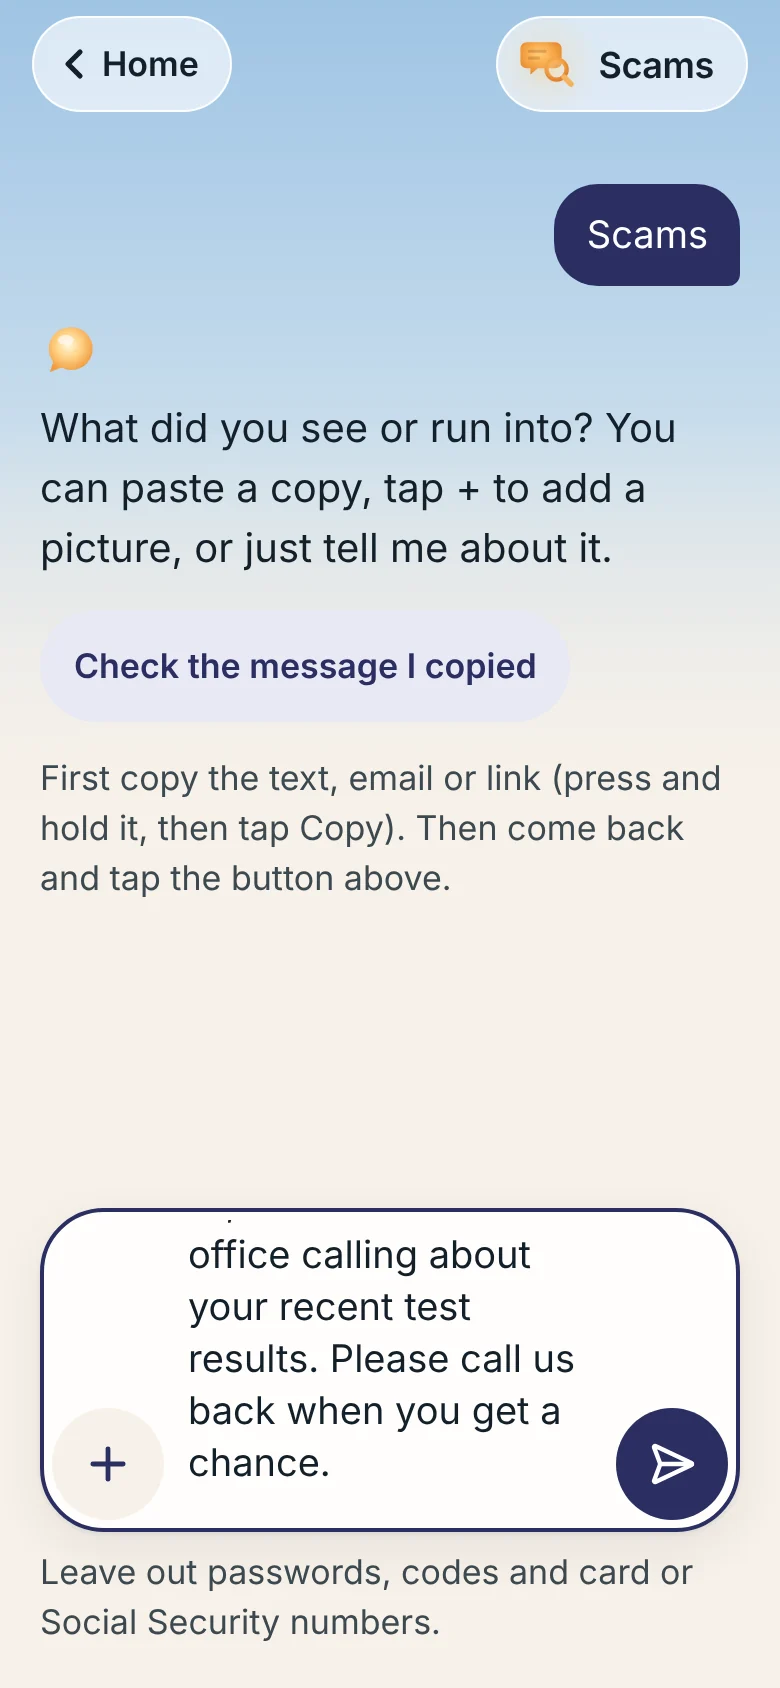 Home
Scams
Scams
What did you see or run into? You
can paste a copy, tap + to add a
picture, or just tell me about it.
Check the message I copied
First copy the text, email or link (press and
hold it, then tap Copy). Then come back
and tap the button above.
office calling about
your recent test
results. Please call us
back when you get a
chance.
Leave out passwords, codes and card or
Social Security numbers.